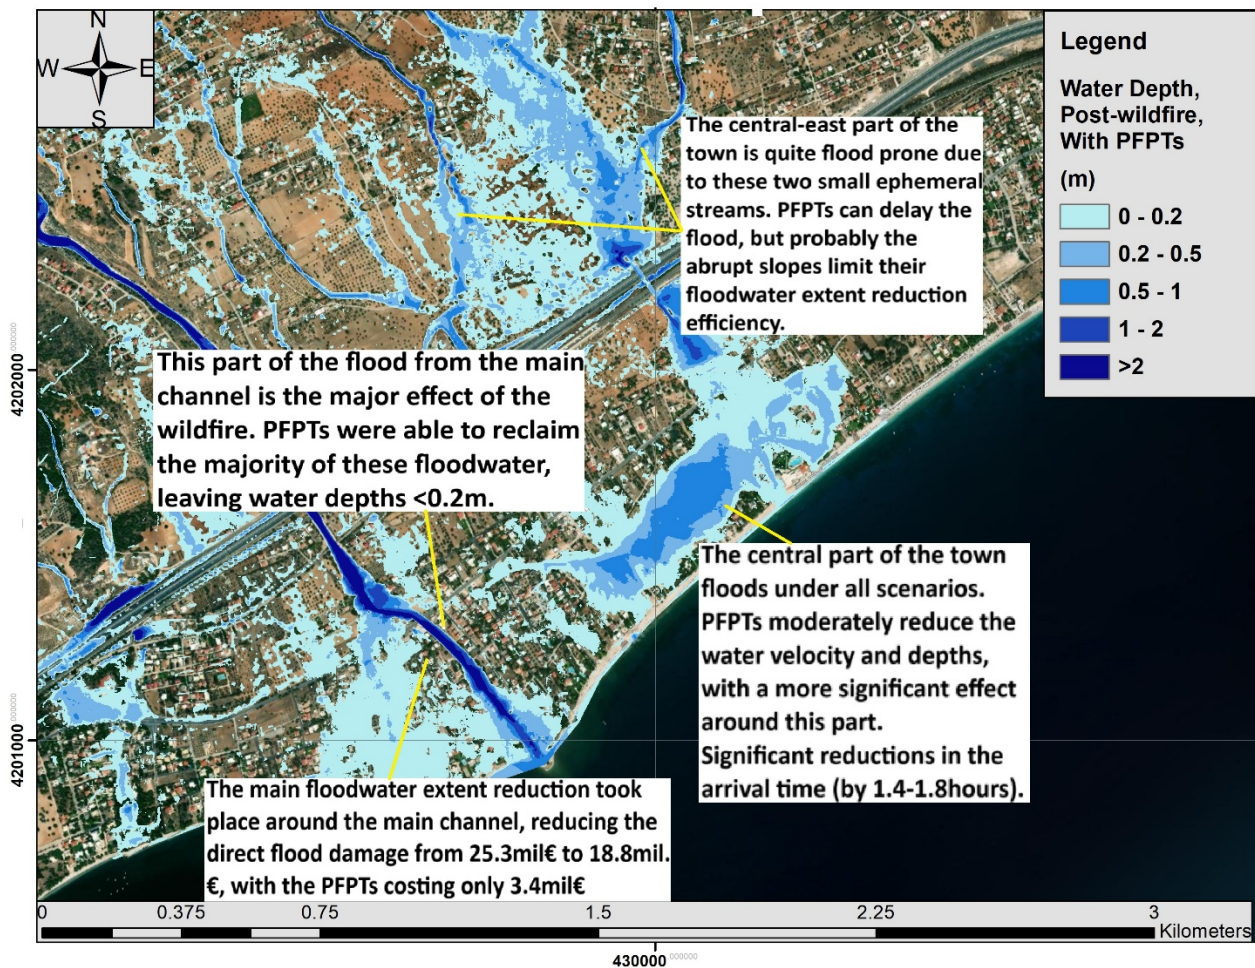 N
W E
S
Legend
Water Depth,
Post-wildfire,
With PFPTs
(m)
0 - 0.2
0.2 - 0.5
0.5 - 1
1 - 2
>2
The central-east part of the
town is quite flood prone due
to these two small ephemeral
streams. PFPTs can delay the
flood, but probably the
abrupt slopes limit their
floodwater extent reduction
efficiency.
This part of the flood from the main
channel is the major effect of the
wildfire. PFPTs were able to reclaim
the majority of these floodwater,
leaving water depths <0.2m.
The central part of the town
floods under all scenarios.
PFPTs moderately reduce the
water velocity and depths,
with a more significant effect
around this part.
Significant reductions in the
arrival time (by 1.4-1.8hours).
The main floodwater extent reduction took
place around the main channel, reducing the
direct flood damage from 25.3mil€ to 18.8mil.
€, with the PFPTs costing only 3.4mil€
4202000 000000
4201000 000000
0 0.375 0.75 1.5 2.25 3
Kilometers
430000 000000